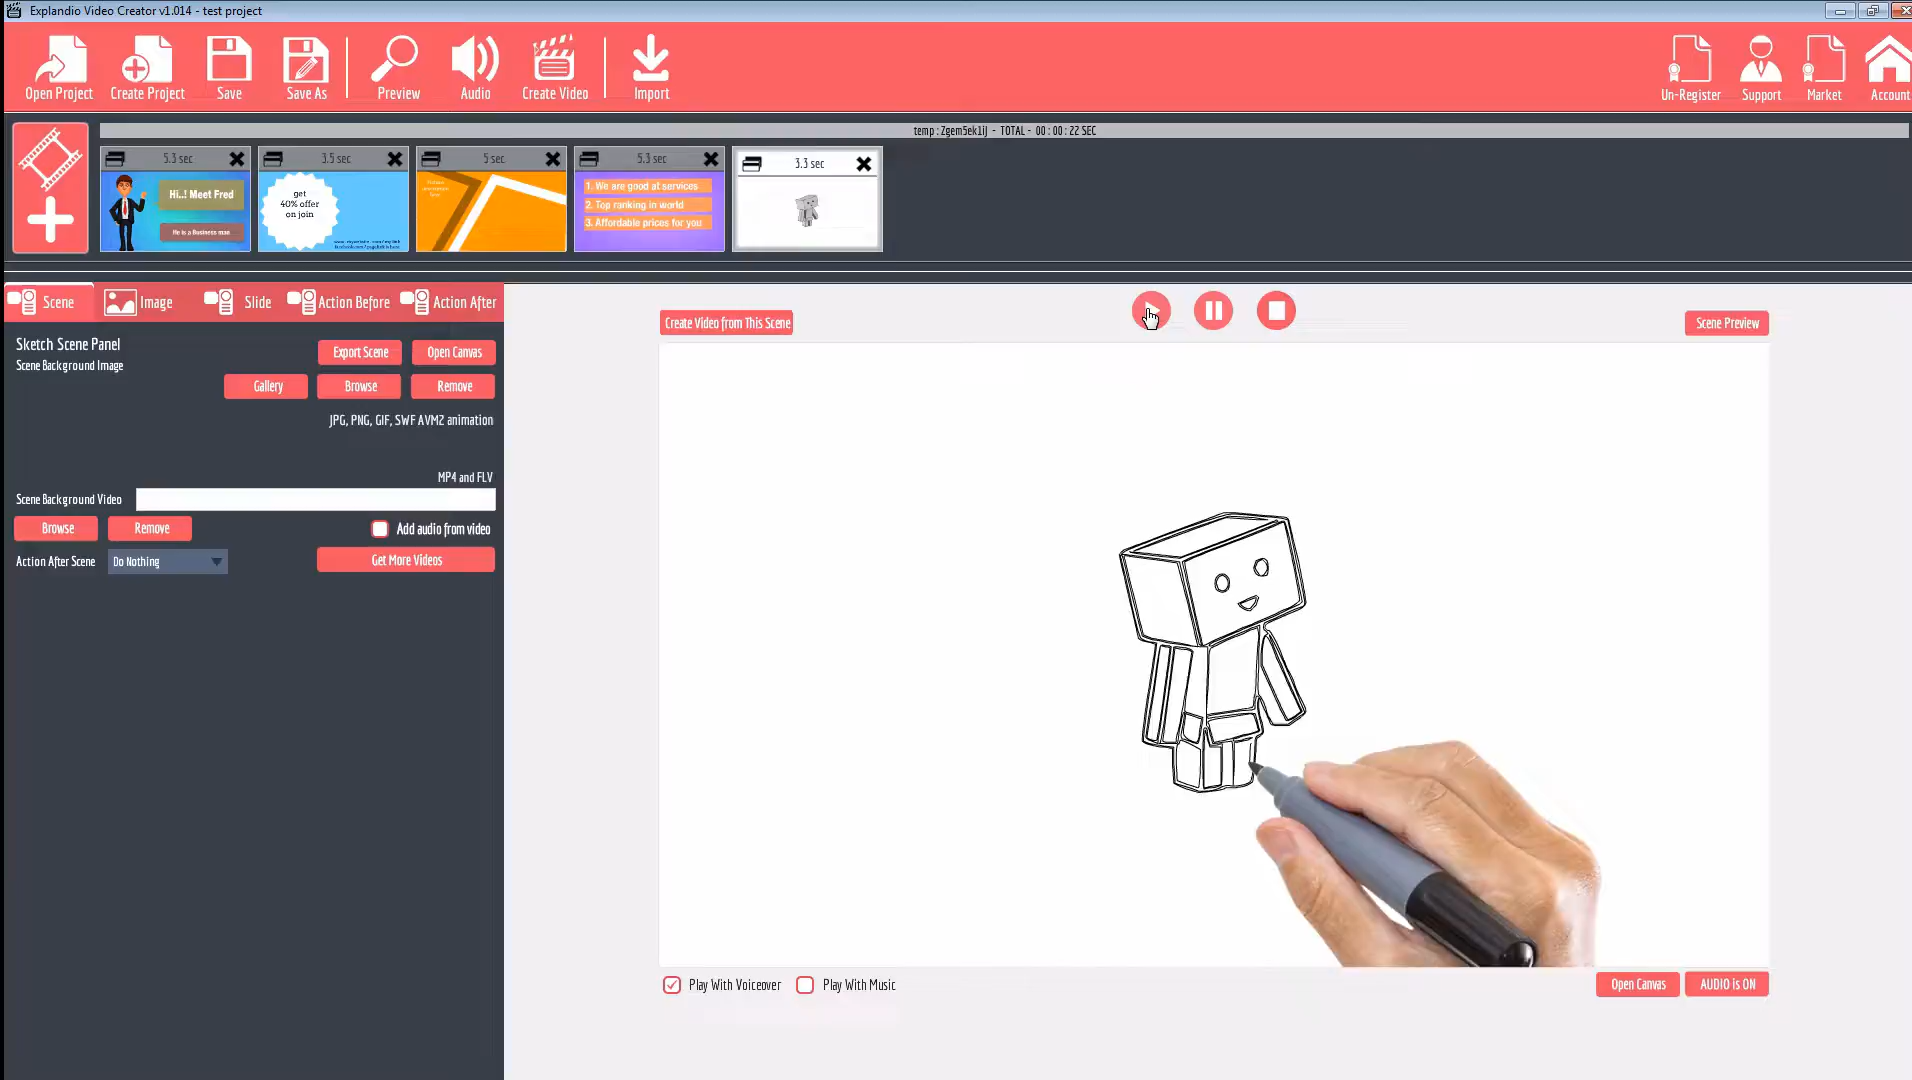 Explandio Video Creator v1.014 - test project
Open Project
Create Project
Save
Save As
Preview
Audio
Create Video
Import
Un-Register
Support
Market
Account
temp : Zgem5ek1iJ - TOTAL - 00 : 00 : 22 SEC
5.3 sec
3.5 sec
5 sec
5.3 sec
3.3 sec
Hi..! Meet Fred
He is a Business man
get
40% offer
on join
1. We are good at services
2. Top ranking in world
3. Affordable prices for you
Scene
Image
Slide
Action Before
Action After
Sketch Scene Panel
Scene Background Image
Export Scene
Open Canvas
Gallery
Browse
Remove
JPG, PNG, GIF, SWF AVM2 animation
MP4 and FLV
Scene Background Video
Browse
Remove
Add audio from video
Action After Scene
Do Nothing
Get More Videos
Create Video from This Scene
Scene Preview
Play With Voiceover
Play With Music
Open Canvas
AUDIO is ON